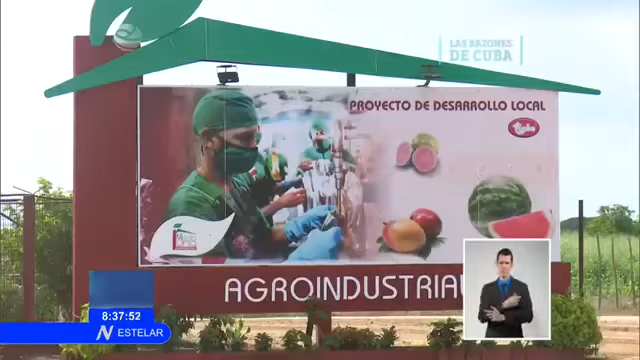 LAS RAZONES
DE CUBA
PROYECTO DE DESARROLLO LOCAL
AGROINDUSTRIAL
8:37:52
N ESTELAR